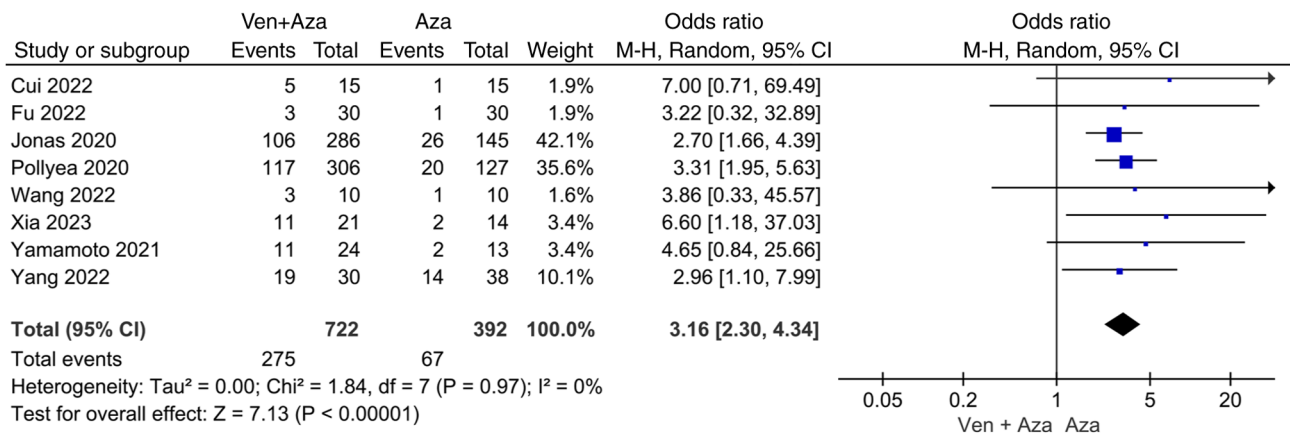 Ven+Aza Aza Odds ratio Odds ratio
Study or subgroup Events Total Events Total Weight M-H, Random, 95% CI M-H, Random, 95% CI
Cui 2022 5 15 1 15 1.9% 7.00 [0.71, 69.49]
Fu 2022 3 30 1 30 1.9% 3.22 [0.32, 32.89]
Jonas 2020 106 286 26 145 42.1% 2.70 [1.66, 4.39]
Pollyea 2020 117 306 20 127 35.6% 3.31 [1.95, 5.63]
Wang 2022 3 10 1 10 1.6% 3.86 [0.33, 45.57]
Xia 2023 11 21 2 14 3.4% 6.60 [1.18, 37.03]
Yamamoto 2021 11 24 2 13 3.4% 4.65 [0.84, 25.66]
Yang 2022 19 30 14 38 10.1% 2.96 [1.10, 7.99]
Total (95% CI) 722 392 100.0% 3.16 [2.30, 4.34]
Total events 275 67
Heterogeneity: Tau² = 0.00; Chi² = 1.84, df = 7 (P = 0.97); I² = 0%
Test for overall effect: Z = 7.13 (P < 0.00001)
0.05 0.2 1 5 20
Ven + Aza Aza